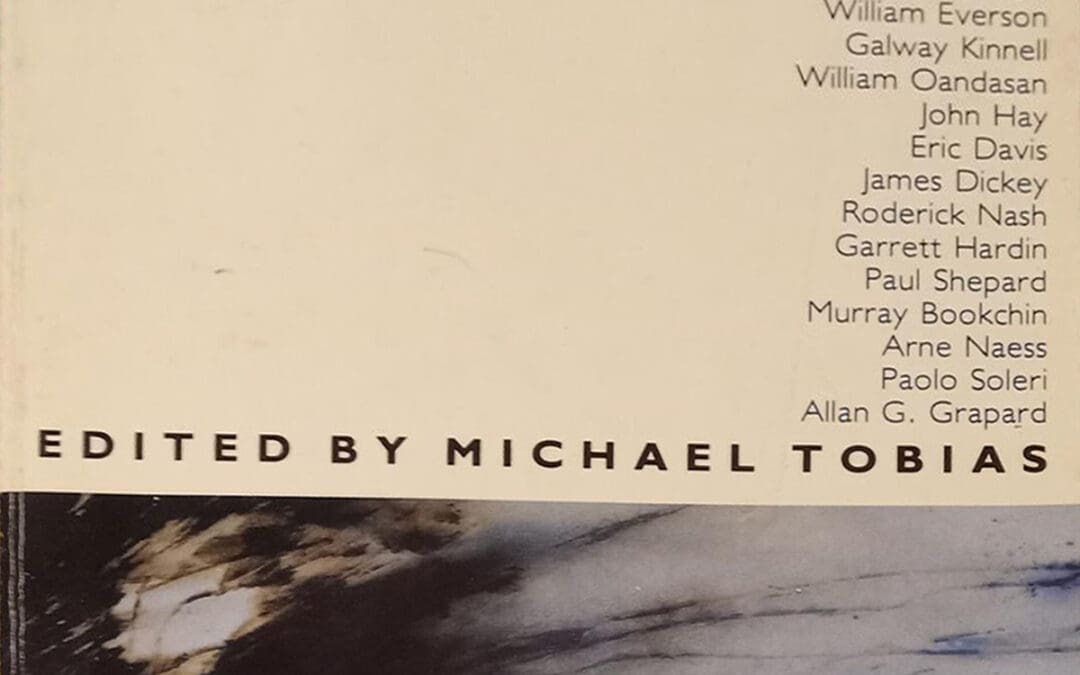 William Everson
Galway Kinnell
William Oandasan
John Hay
Eric Davis
James Dickey
Roderick Nash
Garrett Hardin
Paul Shepard
Murray Bookchin
Arne Naess
Paolo Soleri
Allan G. Grapard
EDITED BY MICHAEL TOBIAS